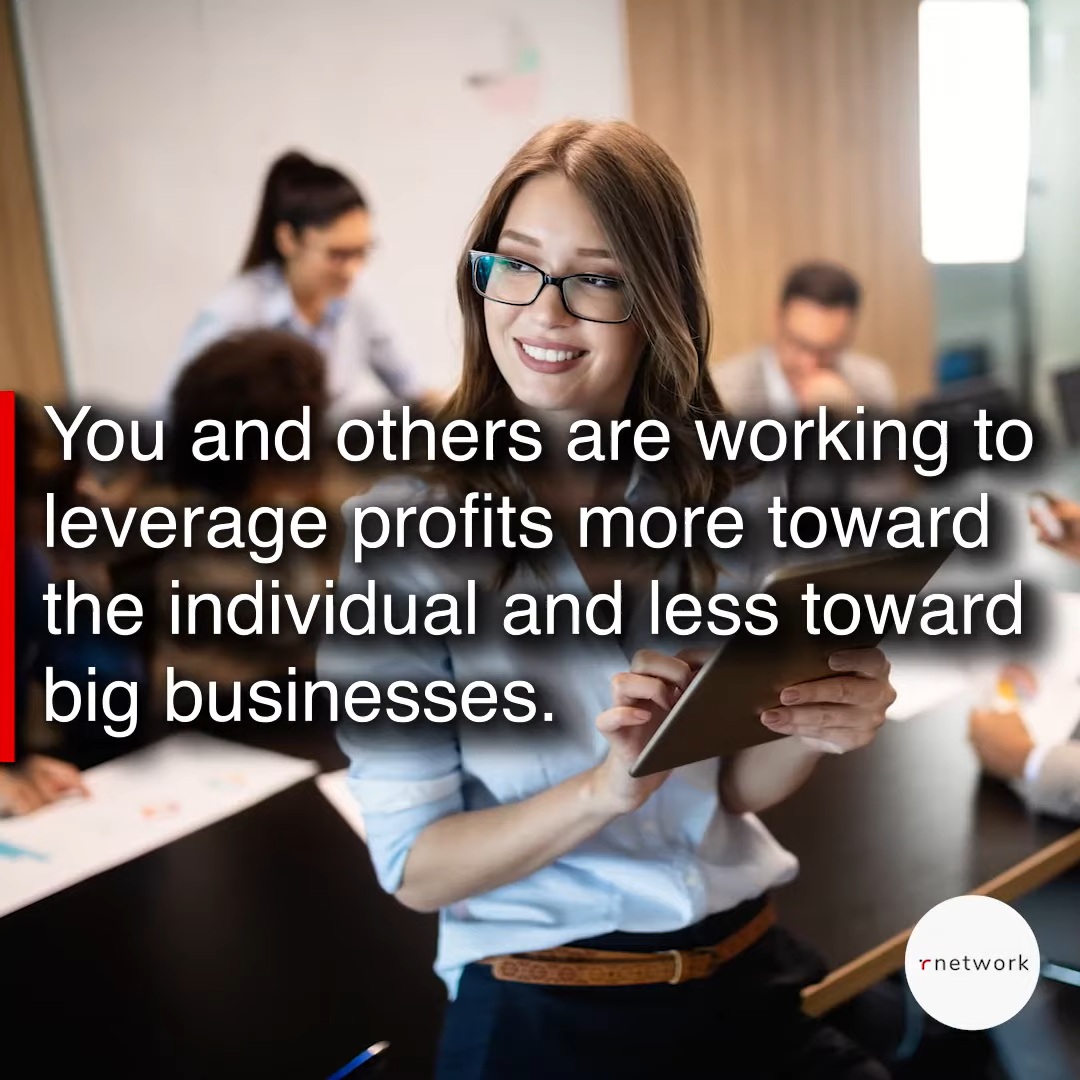 You and others are working to
leverage profits more toward
the individual and less toward
big businesses.
rnetwork